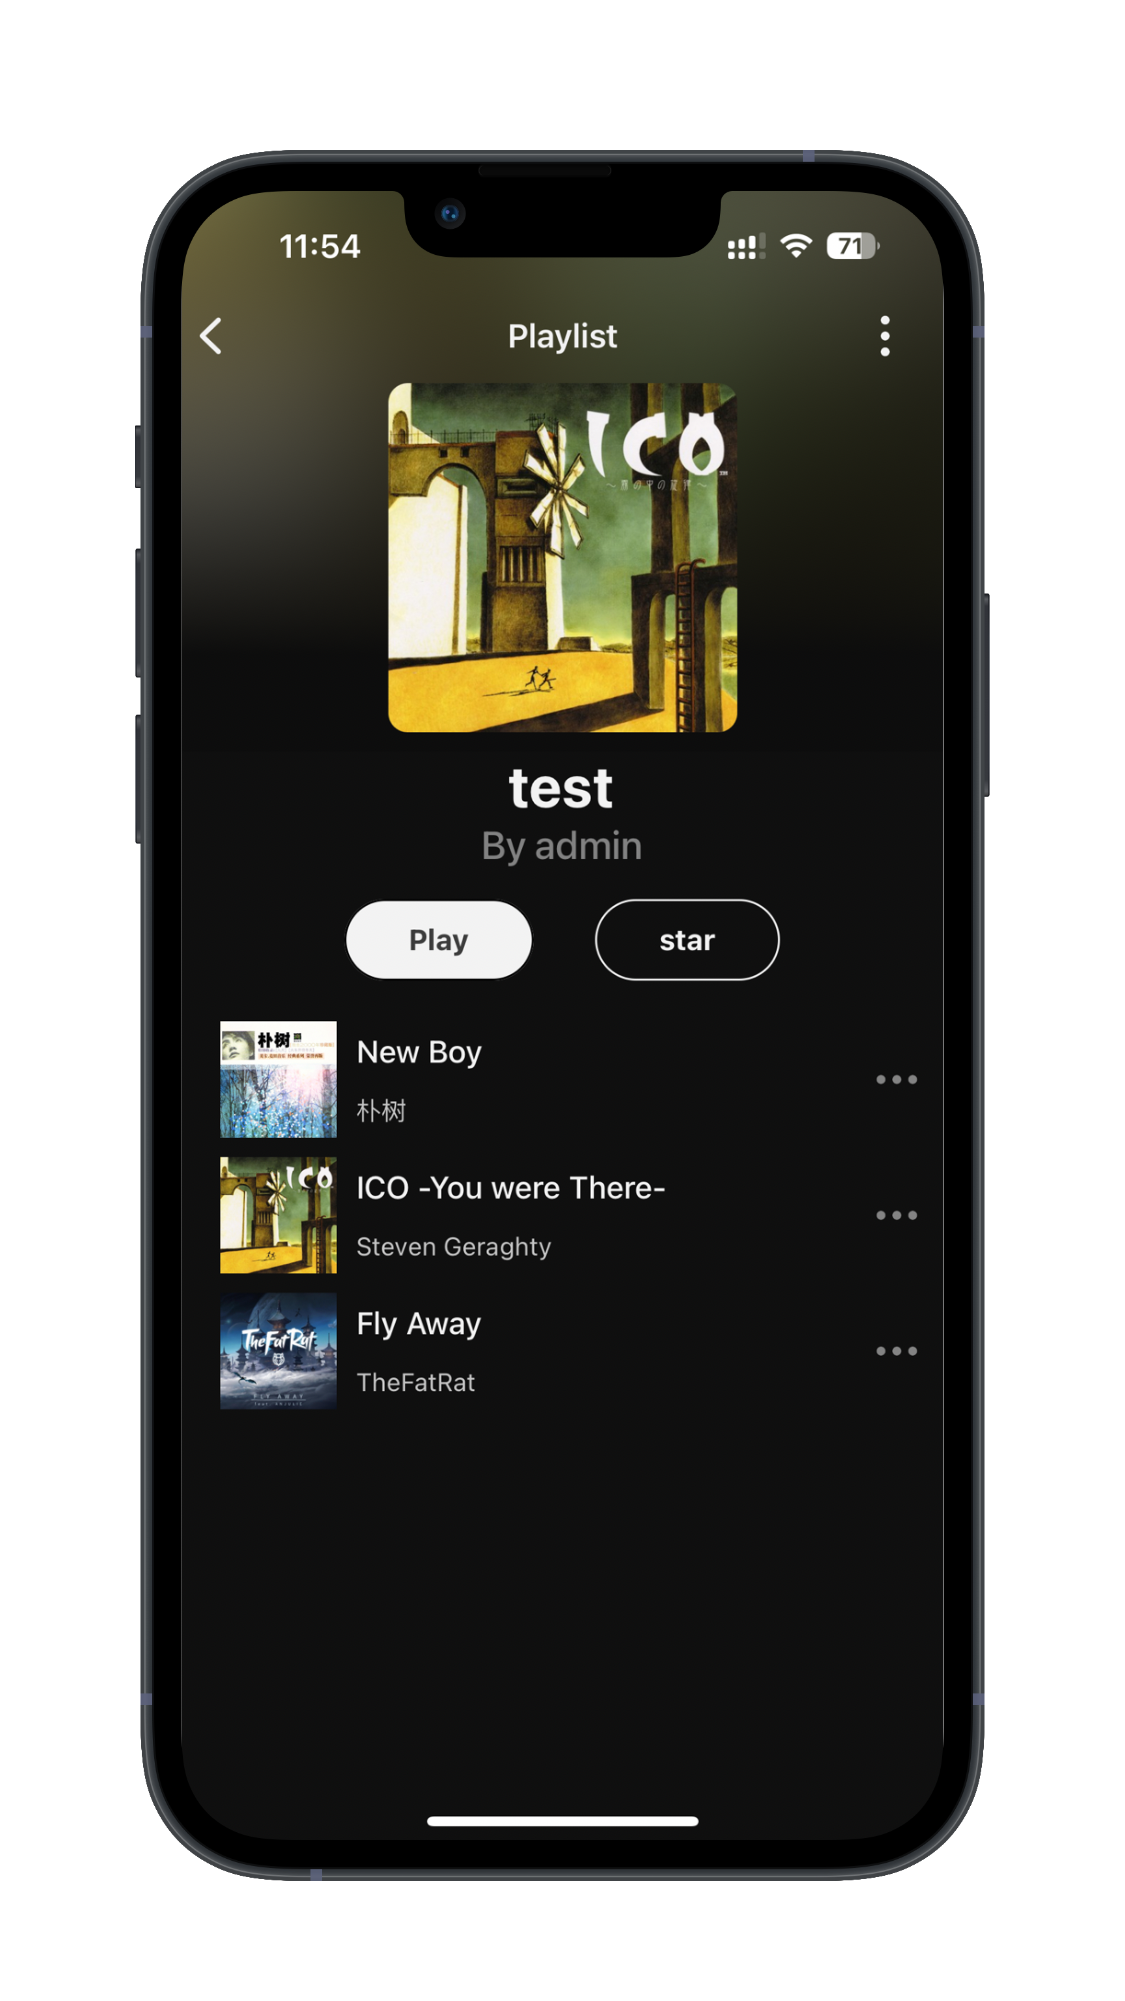 11:54
71
Playlist
ICO
～霧の中の旋律～
test
By admin
Play
star
朴树
New Boy
朴树
ICO
ICO -You were There-
Steven Geraghty
TheFatRat
FLY AWAY
Fly Away
TheFatRat